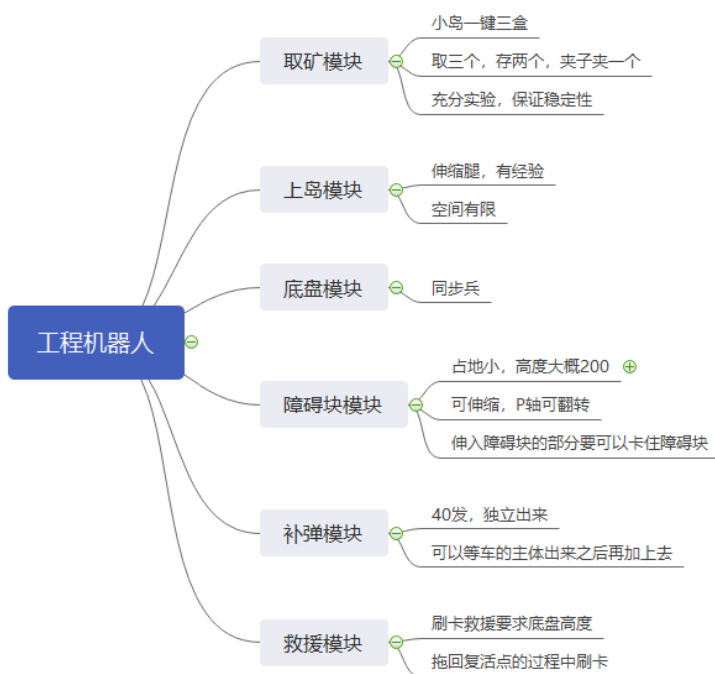 工程机器人
取矿模块
小岛一键三盒
取三个，存两个，夹子夹一个
充分实验，保证稳定性
上岛模块
伸缩腿，有经验
空间有限
底盘模块
同步兵
障碍块模块
占地小，高度大概200
可伸缩，P轴可翻转
伸入障碍块的部分要可以卡住障碍块
补弹模块
40发，独立出来
可以等车的主体出来之后再加上去
救援模块
刷卡救援要求底盘高度
拖回复活点的过程中刷卡